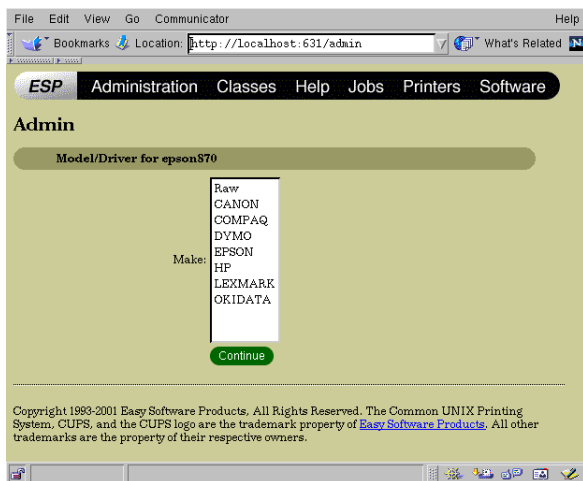 File Edit View Go Communicator Help
Bookmarks Location: http://localhost:631/admin What's Related N
ESP Administration Classes Help Jobs Printers Software
Admin
Model/Driver for epson870
Make:
Raw
CANON
COMPAQ
DYMO
EPSON
HP
LEXMARK
OKIDATA
Continue
Copyright 1993-2001 Easy Software Products, All Rights Reserved. The Common UNIX Printing
System, CUPS, and the CUPS logo are the trademark property of Easy Software Products. All other
trademarks are the property of their respective owners.